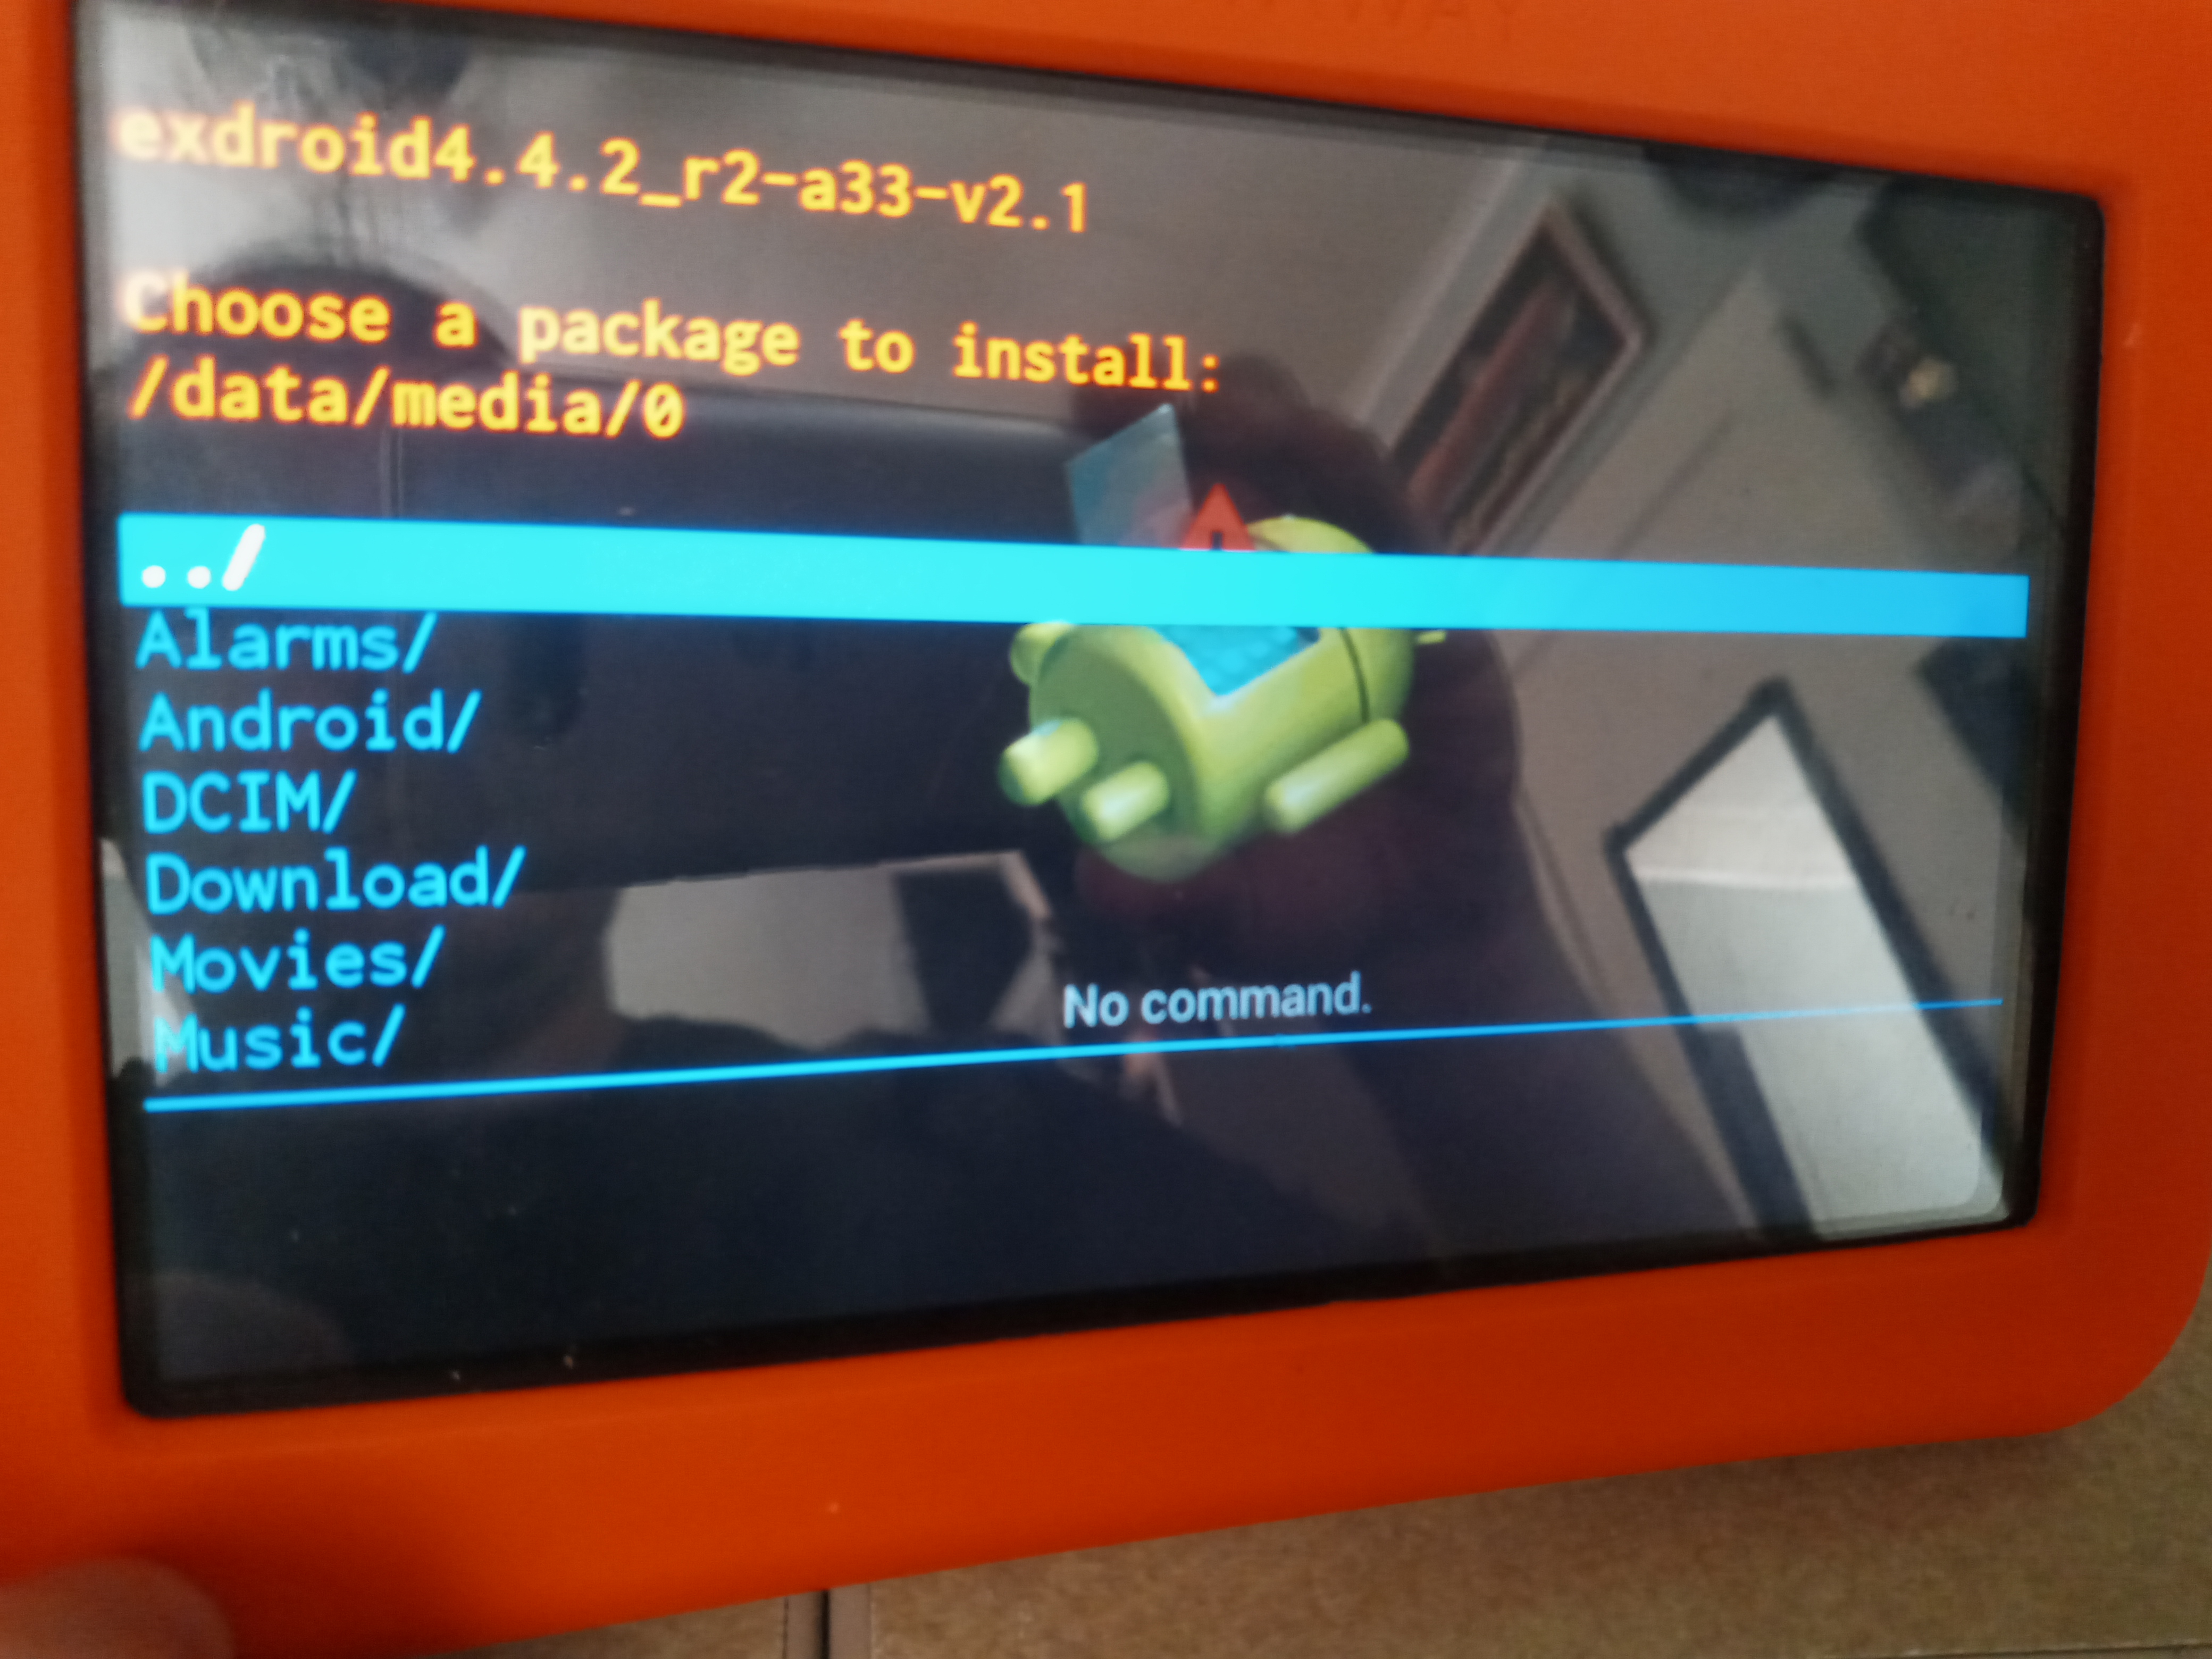 exdroid4.4.2_r2-a33-v2.1
Choose a package to install:
/data/media/0
../
Alarms/
Android/
DCIM/
Download/
Movies/
Music/
No command.